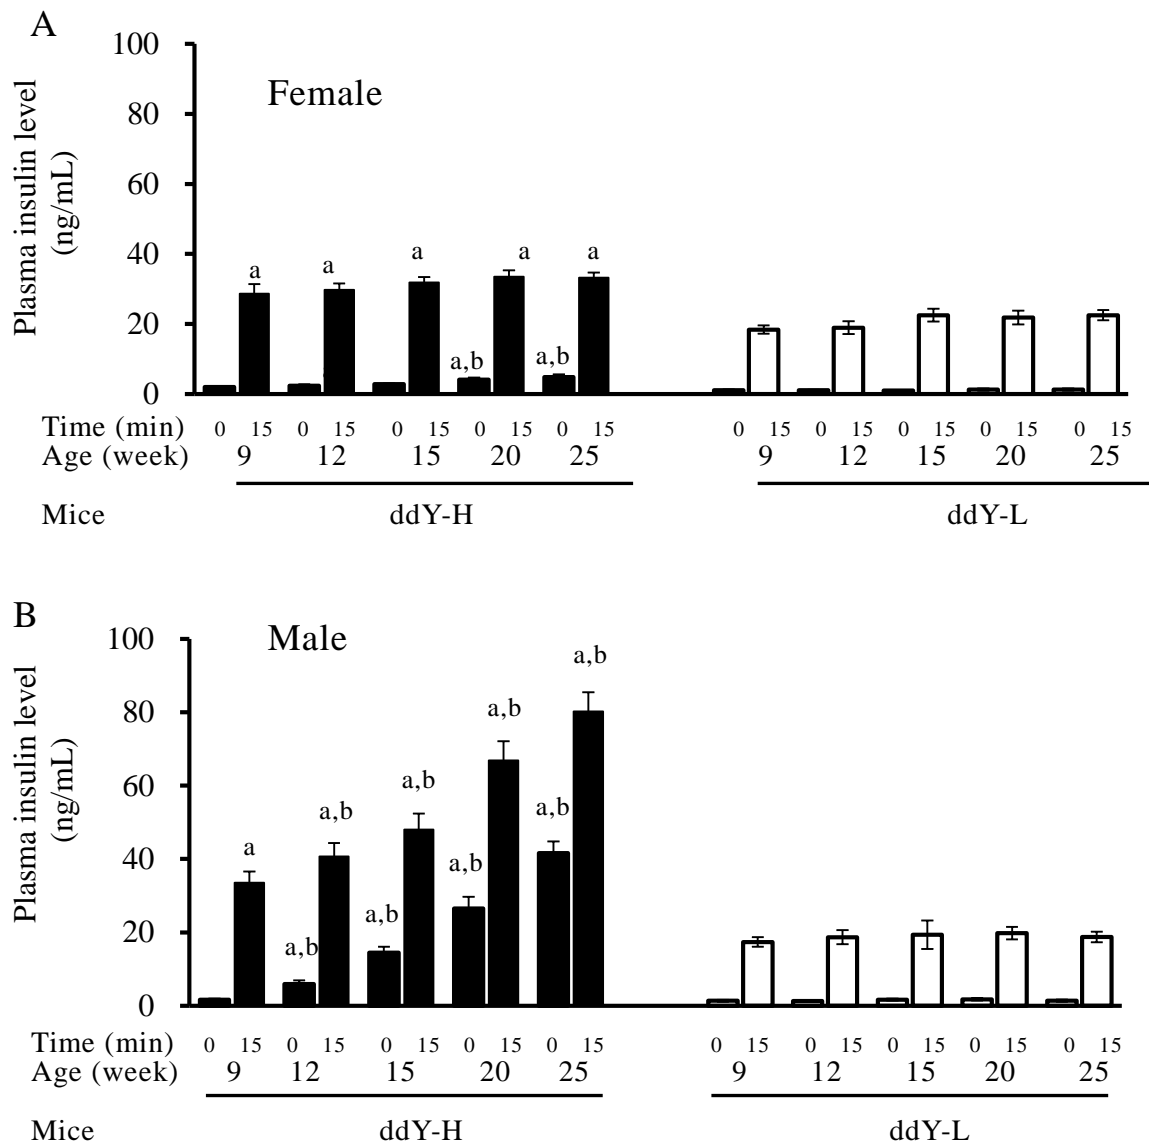 A
Female
Plasma insulin level
(ng/mL)
100
80
60
40
20
0
a a a a a
a,b a,b
Time (min) 0 15 0 15 0 15 0 15 0 15 0 15 0 15 0 15 0 15 0 15
Age (week) 9 12 15 20 25 9 12 15 20 25
Mice ddY-H ddY-L
B
Male
Plasma insulin level
(ng/mL)
100
80
60
40
20
0
a a,b a,b a,b a,b
a,b a,b a,b a,b
Time (min) 0 15 0 15 0 15 0 15 0 15 0 15 0 15 0 15 0 15 0 15
Age (week) 9 12 15 20 25 9 12 15 20 25
Mice ddY-H ddY-L